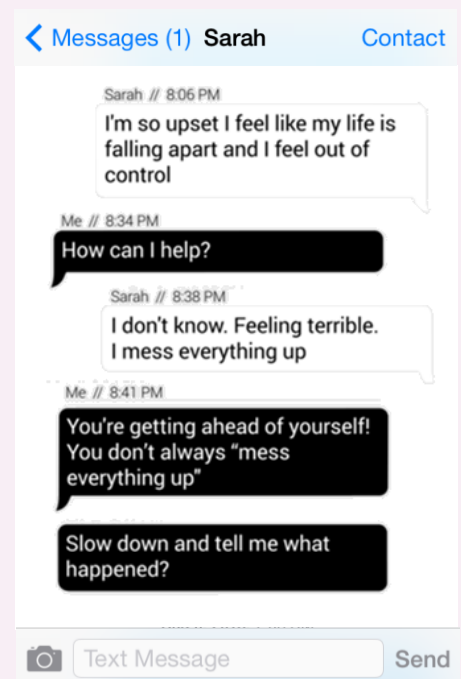 Messages (1) Sarah Contact
Sarah // 8:06 PM
I'm so upset I feel like my life is
falling apart and I feel out of
control
Me // 8:34 PM
How can I help?
Sarah // 8:38 PM
I don't know. Feeling terrible.
I mess everything up
Me // 8:41 PM
You're getting ahead of yourself!
You don't always “mess
everything up”
Slow down and tell me what
happened?
Text Message Send